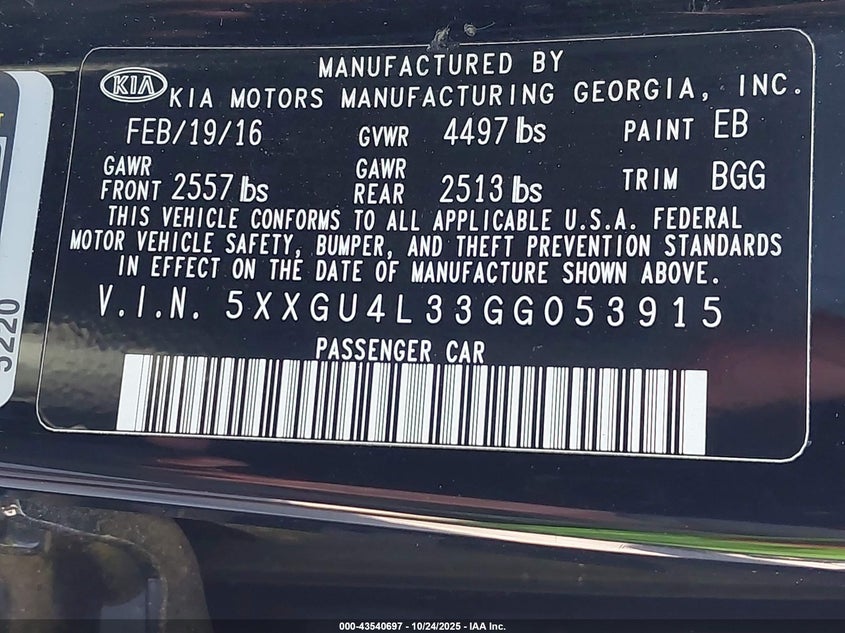 MANUFACTURED BY
KIA KIA MOTORS MANUFACTURING GEORGIA, INC.
FEB/19/16 GVWR 4497 lbs PAINT EB
GAWR FRONT 2557 lbs GAWR REAR 2513 lbs TRIM BGG
THIS VEHICLE CONFORMS TO ALL APPLICABLE U.S.A. FEDERAL
MOTOR VEHICLE SAFETY, BUMPER, AND THEFT PREVENTION STANDARDS
IN EFFECT ON THE DATE OF MANUFACTURE SHOWN ABOVE.
V.I.N. 5XXGU4L33GG053915
PASSENGER CAR
000-43540697 - 10/24/2025 - IAA Inc.